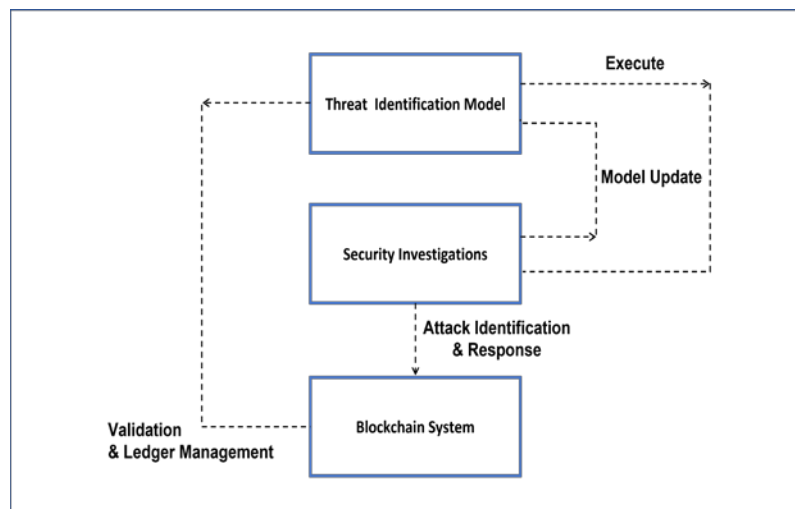 Execute
Threat Identification Model
Model Update
Security Investigations
Attack Identification
& Response
Blockchain System
Validation
& Ledger Management